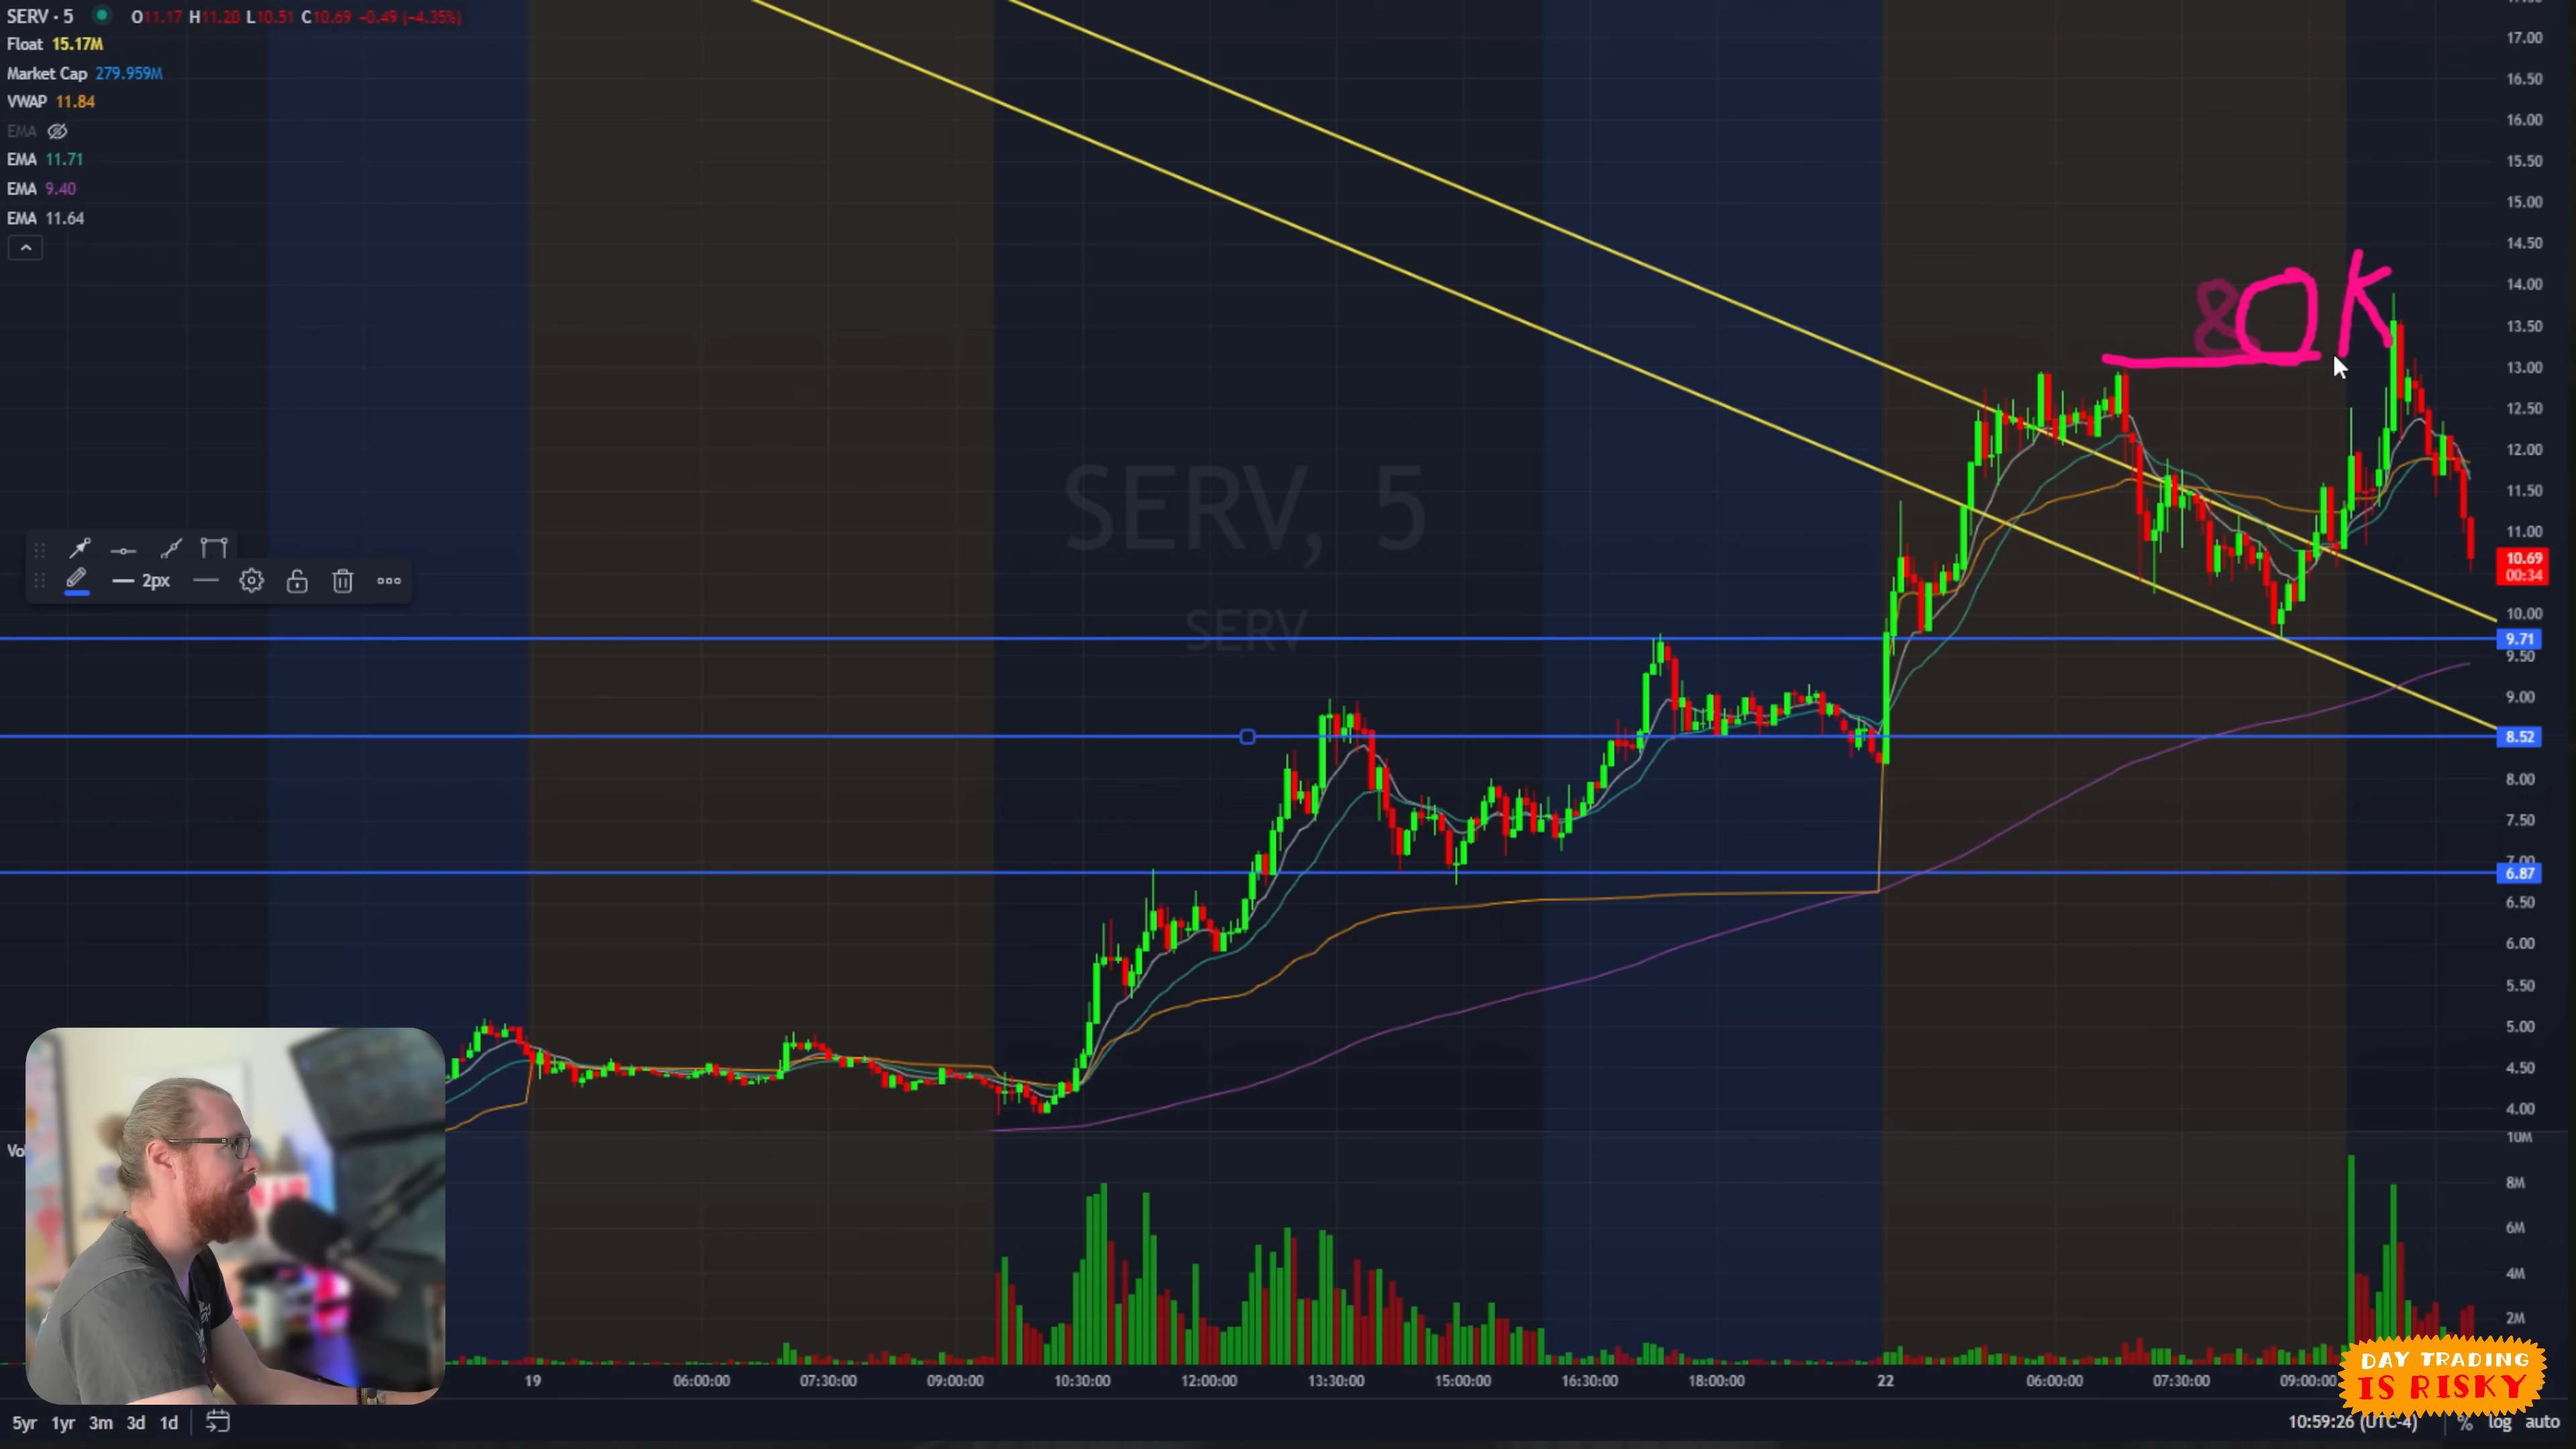 SERV · 5 O11.17 H11.20 L10.51 C10.69 −0.49 (−4.35%)
Float 15.17M
Market Cap 279.959M
VWAP 11.84
EMA
EMA 11.71
EMA 9.40
EMA 11.64
17.00
16.50
16.00
15.50
15.00
14.50
80K
14.00
13.50
13.00
12.50
12.00
11.50
11.00
SERV, 5
SERV
2px
10.69
00:34
10.00
9.71
9.50
9.00
8.52
8.00
7.50
7.00
6.87
6.50
6.00
5.50
5.00
4.50
4.00
10M
Vo
8M
6M
4M
2M
DAY TRADING
IS RISKY
19 06:00:00 07:30:00 09:00:00 10:30:00 12:00:00 13:30:00 15:00:00 16:30:00 18:00:00 22 06:00:00 07:30:00 09:00:00
5yr 1yr 3m 3d 1d 10:59:26 (UTC-4) % log auto